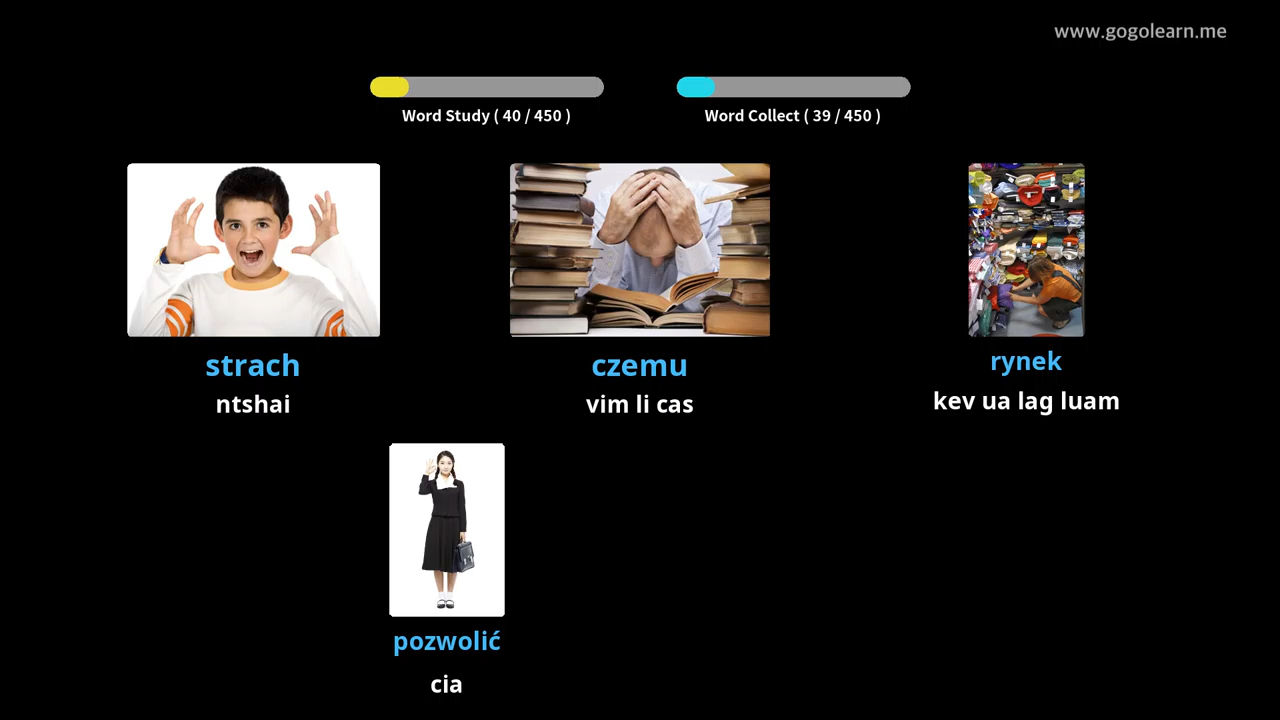 www.gogolearn.me
Word Study ( 40 / 450 )
Word Collect ( 39 / 450 )
strach
ntshai
czemu
vim li cas
rynek
kev ua lag luam
pozwolić
cia